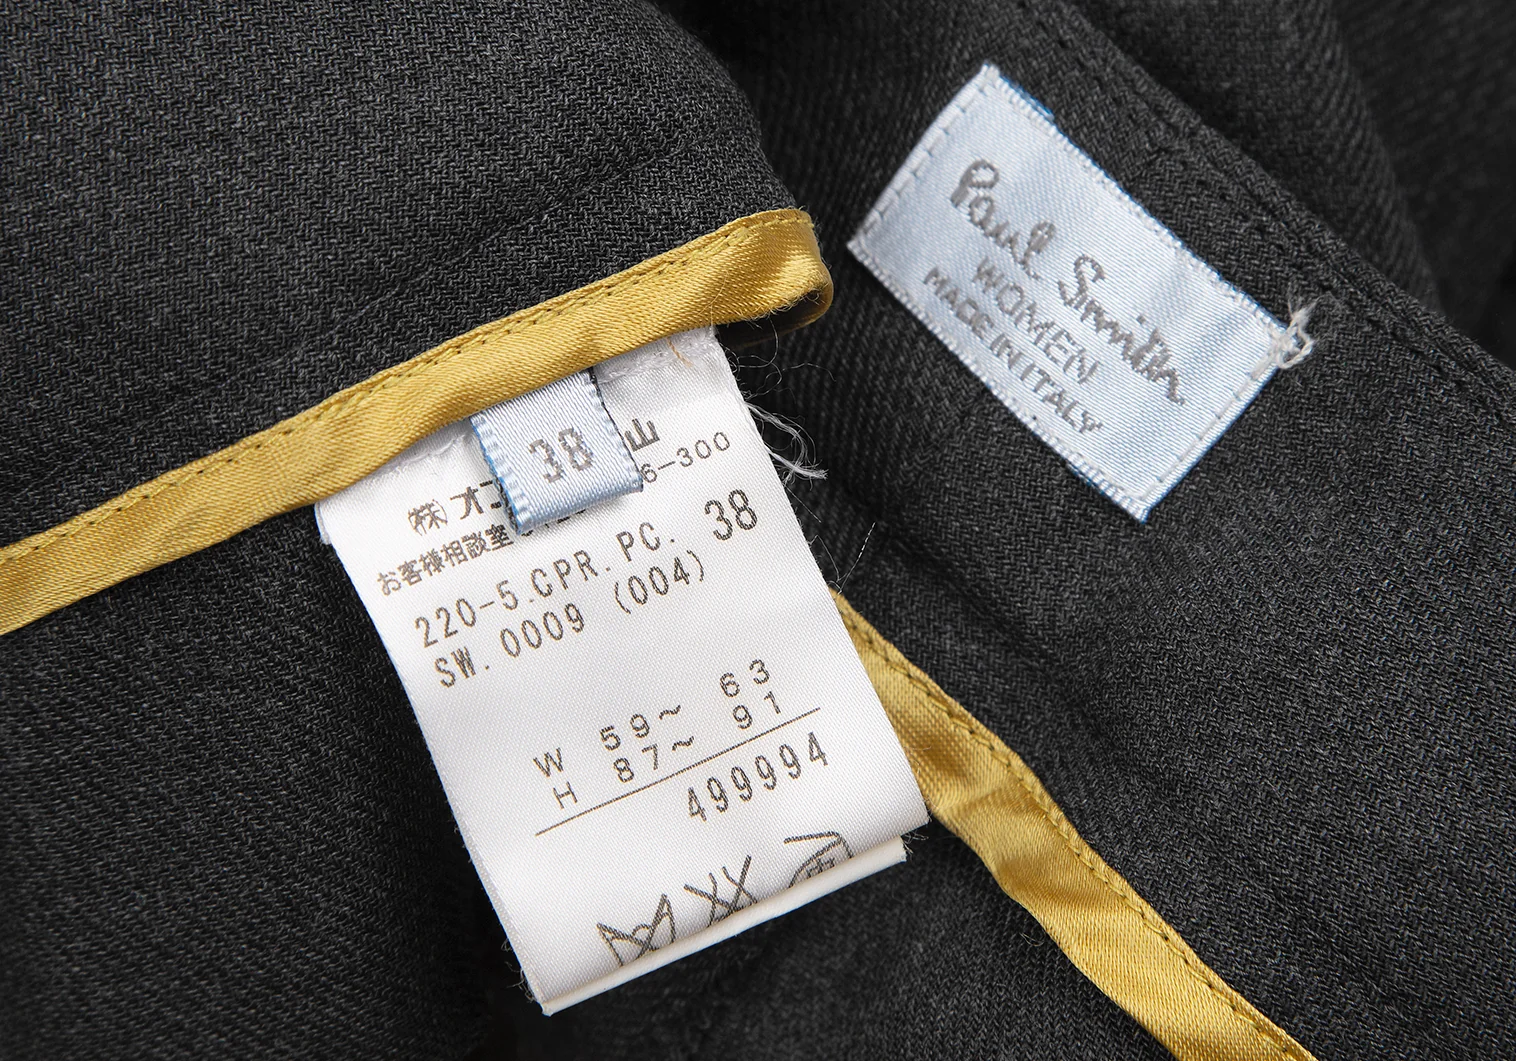 Paul Smith
WOMEN
MADE IN ITALY
38
山
(株) オ
6-300
お客様相談室
220-5.CPR.PC. 38
SW.0009 (004)
W 59~ 63
H 87~ 91
499994